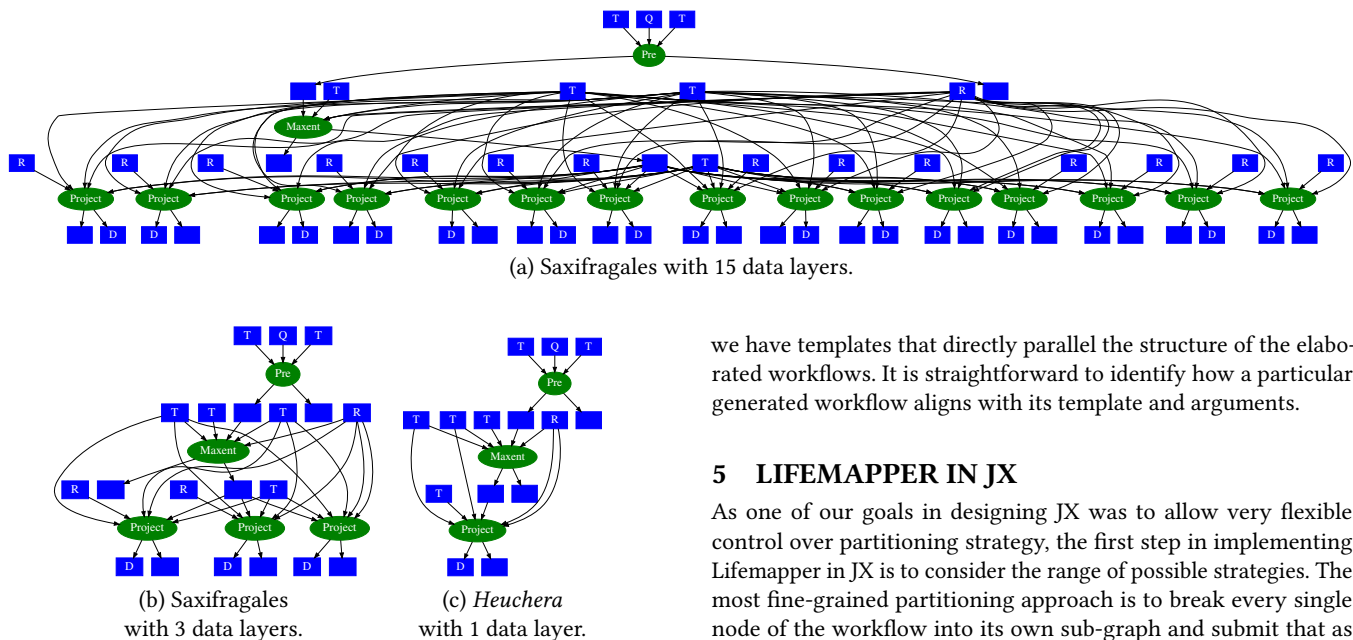 T Q T
Pre
T T T R
Maxent
R R R R R R R T R R R R R R R
Project Project Project Project Project Project Project Project Project Project Project Project Project Project Project
D D D D D D D D D D D D D D D
(a) Saxifragales with 15 data layers.
T Q T
Pre
T T T R
Maxent
R R T
Project Project Project
D D D
(b) Saxifragales
with 3 data layers.
T Q T
Pre
T T T R
Maxent
T
Project
D
(c) Heuchera
with 1 data layer.
we have templates that directly parallel the structure of the elabo-
rated workflows. It is straightforward to identify how a particular
generated workflow aligns with its template and arguments.
5 LIFEMAPPER IN JX
As one of our goals in designing JX was to allow very flexible
control over partitioning strategy, the first step in implementing
Lifemapper in JX is to consider the range of possible strategies. The
most fine-grained partitioning approach is to break every single
node of the workflow into its own sub-graph and submit that as